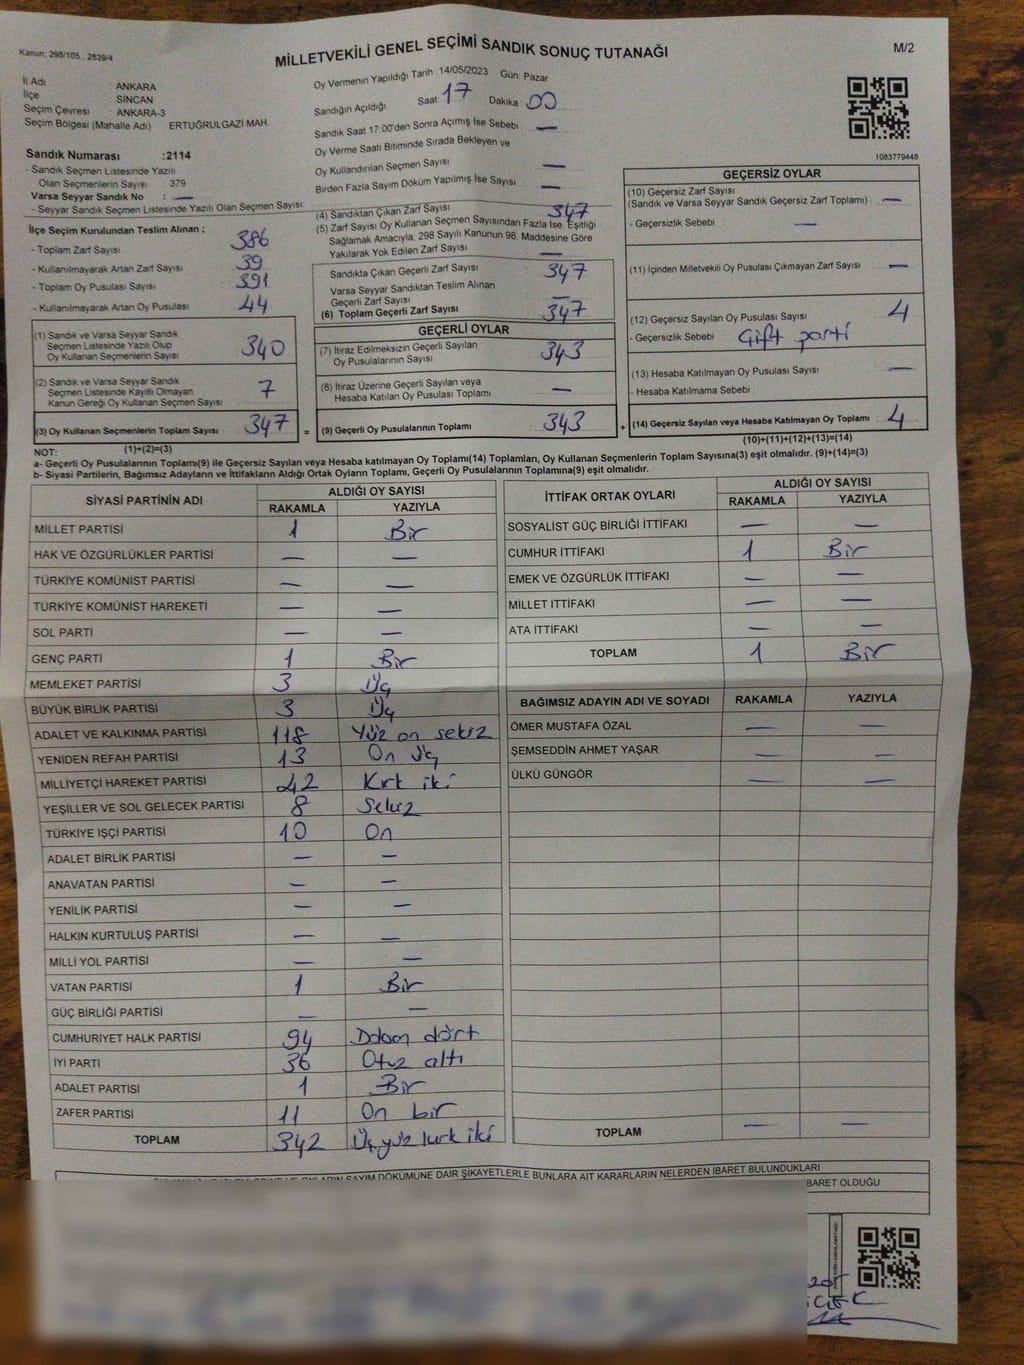 Kanun: 298/105 , 2839/4
MİLLETVEKİLİ GENEL SEÇİMİ SANDIK SONUÇ TUTANAĞI
M/2
İl Adı ANKARA
İlçe SİNCAN
Seçim Çevresi ANKARA-3
Seçim Bölgesi (Mahalle Adı) ERTUĞRULGAZİ MAH.
Oy Vermenin Yapıldığı Tarih :14/05/2023 Gün: Pazar
Sandığın Açıldığı Saat 17 Dakika 00
Sandık Saat 17:00'den Sonra Açımış İse Sebebi —
Oy Verme Saati Bitiminde Sırada Bekleyen ve
Oy Kullandırılan Seçmen Sayısı —
Birden Fazla Sayım Döküm Yapılmış İse Sayısı —
1083779448
Sandık Numarası :2114
- Sandık Seçmen Listesinde Yazılı
Olan Seçmenlerin Sayısı : 379
Varsa Seyyar Sandık No : —
- Seyyar Sandık Seçmen Listesinde Yazılı Olan Seçmen Sayısı:
İlçe Seçim Kurulundan Teslim Alınan ;
- Toplam Zarf Sayısı 386
- Kullanılmayarak Artan Zarf Sayısı 39
- Toplam Oy Pusulası Sayısı 391
- Kullanılmayarak Artan Oy Pusulası 44
(1) Sandık ve Varsa Seyyar Sandık
Seçmen Listesinde Yazılı Olup
Oy Kullanan Seçmenlerin Sayısı 340
(2) Sandık ve Varsa Seyyar Sandık
Seçmen Listesinde Kayıtlı Olmayan
Kanun Gereği Oy Kullanan Seçmen Sayısı 7
(3) Oy Kullanan Seçmenlerin Toplam Sayısı 347 =
(1)+(2)=(3)
(4) Sandıktan Çıkan Zarf Sayısı 347
(5) Zarf Sayısı Oy Kullanan Seçmen Sayısından Fazla İse, Eşitliği
Sağlamak Amacıyla, 298 Sayılı Kanunun 98. Maddesine Göre
Yakılarak Yok Edilen Zarf Sayısı —
Sandıkta Çıkan Geçerli Zarf Sayısı 347
Varsa Seyyar Sandıktan Teslim Alınan
Geçerli Zarf Sayısı —
(6) Toplam Geçerli Zarf Sayısı 347
GEÇERLİ OYLAR
(7) İtiraz Edilmeksizin Geçerli Sayılan
Oy Pusulalarının Sayısı 343
(8) İtiraz Üzerine Geçerli Sayılan veya
Hesaba Katılan Oy Pusulası Toplamı —
(9) Geçerli Oy Pusulalarının Toplamı 343 +
GEÇERSİZ OYLAR
(10) Geçersiz Zarf Sayısı
(Sandık ve Varsa Seyyar Sandık Geçersiz Zarf Toplamı) : —
- Geçersizlik Sebebi : —
(11) İçinden Milletvekili Oy Pusulası Çıkmayan Zarf Sayısı : —
(12) Geçersiz Sayılan Oy Pusulası Sayısı : 4
- Geçersizlik Sebebi : Çift parti
(13) Hesaba Katılmayan Oy Pusulası Sayısı : —
- Hesaba Katılmama Sebebi :
(14) Geçersiz Sayılan veya Hesaba Katılmayan Oy Toplamı : 4
(10)+(11)+(12)+(13)=(14)
NOT:
a- Geçerli Oy Pusulalarının Toplamı(9) ile Geçersiz Sayılan veya Hesaba katılmayan Oy Toplamı(14) Toplamları, Oy Kullanan Seçmenlerin Toplam Sayısına(3) eşit olmalıdır. (9)+(14)=(3)
b- Siyasi Partilerin, Bağımsız Adayların ve İttifakların Aldığı Ortak Oyların Toplamı, Geçerli Oy Pusulalarının Toplamına(9) eşit olmalıdır.
SİYASİ PARTİNİN ADI ALDIĞI OY SAYISI
RAKAMLA YAZIYLA
MİLLET PARTİSİ 1 Bir
HAK VE ÖZGÜRLÜKLER PARTİSİ — —
TÜRKİYE KOMÜNİST PARTİSİ — —
TÜRKİYE KOMÜNİST HAREKETİ — —
SOL PARTİ — —
GENÇ PARTİ 1 Bir
MEMLEKET PARTİSİ 3 Üç
BÜYÜK BİRLİK PARTİSİ 3 Üç
ADALET VE KALKINMA PARTİSİ 118 Yüz on sekiz
YENİDEN REFAH PARTİSİ 13 On üç
MİLLİYETÇİ HAREKET PARTİSİ 42 Kırk iki
YEŞİLLER VE SOL GELECEK PARTİSİ 8 Sekiz
TÜRKİYE İŞÇİ PARTİSİ 10 On
ADALET BİRLİK PARTİSİ — —
ANAVATAN PARTİSİ — —
YENİLİK PARTİSİ — —
HALKIN KURTULUŞ PARTİSİ — —
MİLLİ YOL PARTİSİ — —
VATAN PARTİSİ 1 Bir
GÜÇ BİRLİĞİ PARTİSİ — —
CUMHURİYET HALK PARTİSİ 94 Doksan dört
İYİ PARTİ 36 Otuz altı
ADALET PARTİSİ 1 Bir
ZAFER PARTİSİ 11 On bir
TOPLAM 342 Üçyüz kırk iki
İTTİFAK ORTAK OYLARI ALDIĞI OY SAYISI
RAKAMLA YAZIYLA
SOSYALİST GÜÇ BİRLİĞİ İTTİFAKI — —
CUMHUR İTTİFAKI 1 Bir
EMEK VE ÖZGÜRLÜK İTTİFAKI — —
MİLLET İTTİFAKI — —
ATA İTTİFAKI — —
TOPLAM 1 Bir
BAĞIMSIZ ADAYIN ADI VE SOYADI RAKAMLA YAZIYLA
ÖMER MUSTAFA ÖZAL — —
ŞEMSEDDİN AHMET YAŞAR — —
ÜLKÜ GÜNGÖR — —
TOPLAM — —
SAYIM DÖKÜMÜNE DAİR ŞİKAYETLERLE BUNLARA AİT KARARLARIN NELERDEN İBARET BULUNDUKLARI
BARET OLDUĞU